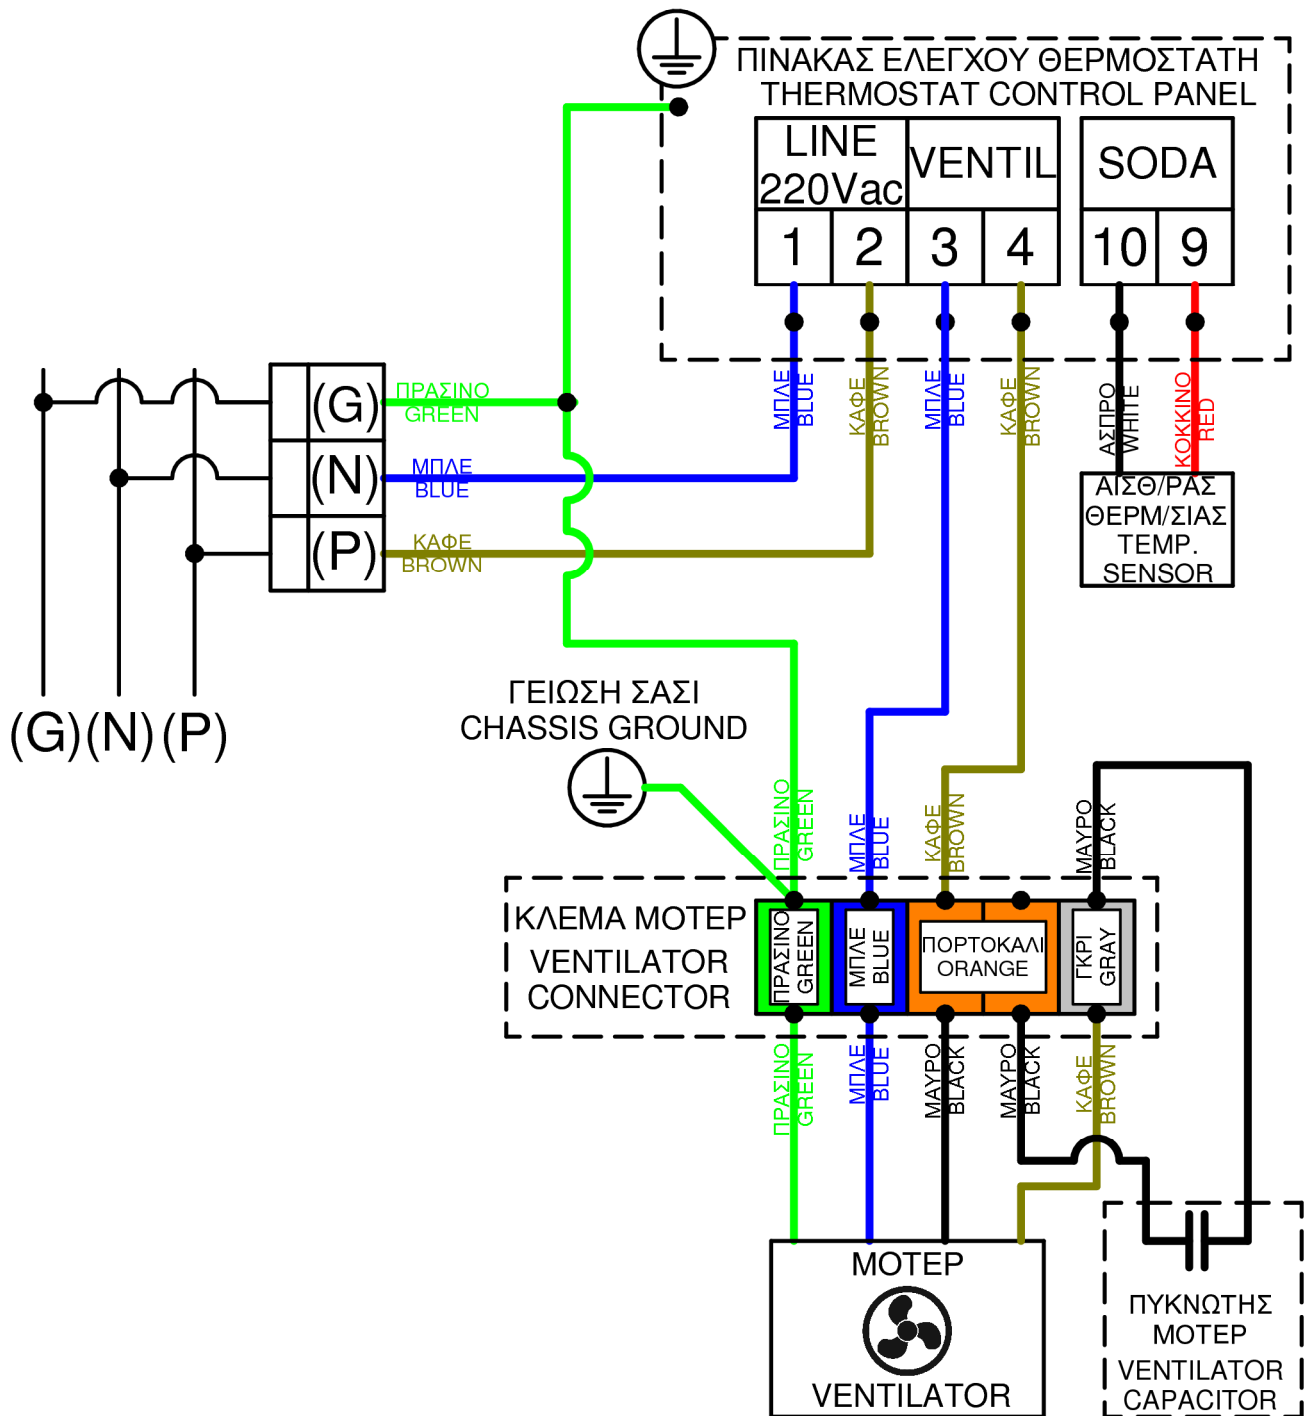 ΠΙΝΑΚΑΣ ΕΛΕΓΧΟΥ ΘΕΡΜΟΣΤΑΤΗ
THERMOSTAT CONTROL PANEL
LINE
220Vac
VENTIL
SODA
1
2
3
4
10
9
ΜΠΛΕ
BLUE
ΚΑΦΕ
BROWN
ΜΠΛΕ
BLUE
ΚΑΦΕ
BROWN
ΑΣΠΡΟ
WHITE
ΚΟΚΚΙΝΟ
RED
(G)
ΠΡΑΣΙΝΟ
GREEN
(N)
ΜΠΛΕ
BLUE
(P)
ΚΑΦΕ
BROWN
ΑΙΣΘ/ΡΑΣ
ΘΕΡΜ/ΣΙΑΣ
TEMP.
SENSOR
(G)
(N)
(P)
ΓΕΙΩΣΗ ΣΑΣΙ
CHASSIS GROUND
ΠΡΑΣΙΝΟ
GREEN
ΜΠΛΕ
BLUE
ΚΑΦΕ
BROWN
ΜΑΥΡΟ
BLACK
ΚΛΕΜΑ ΜΟΤΕΡ
VENTILATOR
CONNECTOR
ΠΡΑΣΙΝΟ
GREEN
ΜΠΛΕ
BLUE
ΠΟΡΤΟΚΑΛΙ
ORANGE
ΓΚΡΙ
GRAY
ΠΡΑΣΙΝΟ
GREEN
ΜΠΛΕ
BLUE
ΜΑΥΡΟ
BLACK
ΜΑΥΡΟ
BLACK
ΚΑΦΕ
BROWN
ΜΟΤΕΡ
VENTILATOR
ΠΥΚΝΩΤΗΣ
ΜΟΤΕΡ
VENTILATOR
CAPACITOR